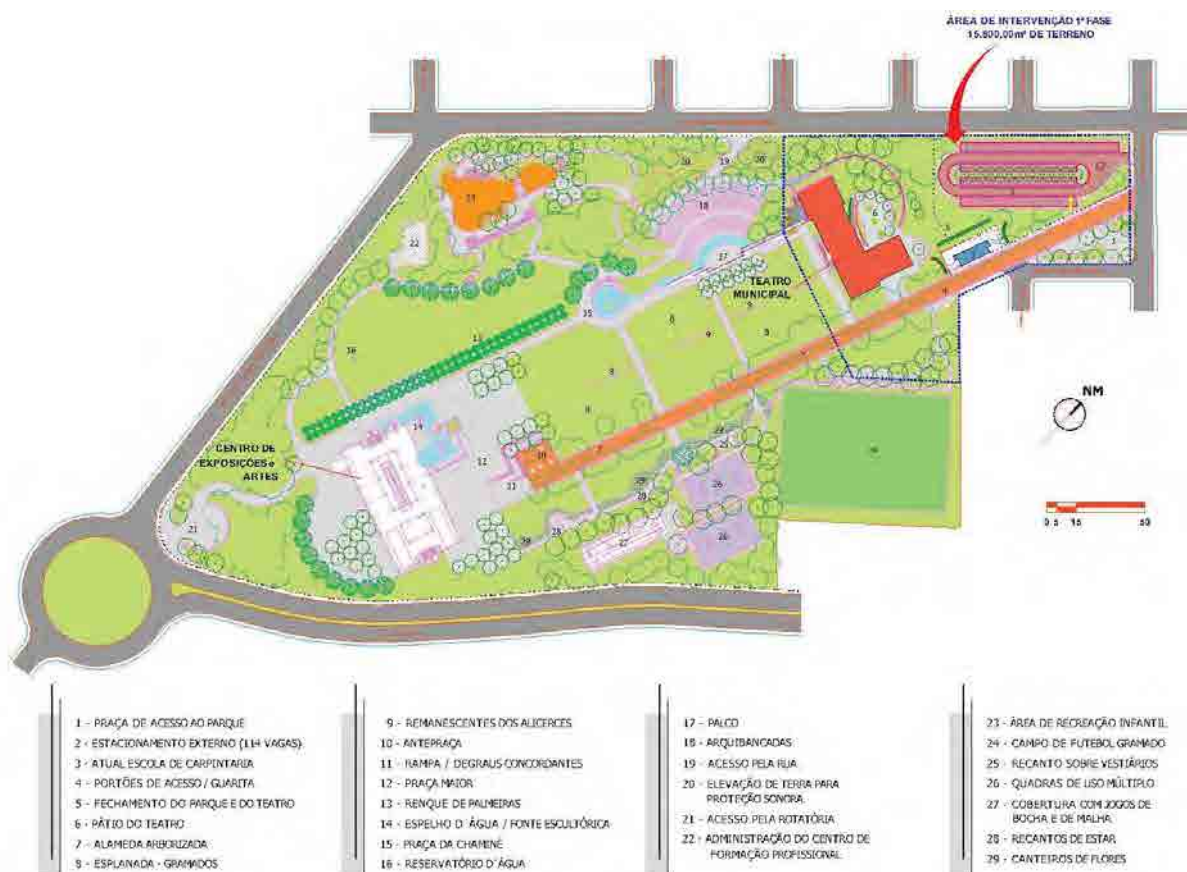 ÁREA DE INTERVENÇÃO 1ª FASE
15.800,00m² DE TERRENO
TEATRO
MUNICIPAL
CENTRO DE
EXPOSIÇÕES e
ARTES
NM
0 5 15 50
1 - PRAÇA DE ACESSO AO PARQUE
2 - ESTACIONAMENTO EXTERNO (114 VAGAS)
3 - ATUAL ESCOLA DE CARPINTARIA
4 - PORTÕES DE ACESSO / GUARITA
5 - FECHAMENTO DO PARQUE E DO TEATRO
6 - PÁTIO DO TEATRO
7 - ALAMEDA ARBORIZADA
8 - ESPLANADA - GRAMADOS
9 - REMANESCENTES DOS ALICERCES
10 - ANTEPRAÇA
11 - RAMPA / DEGRAUS CONCORDANTES
12 - PRAÇA MAIOR
13 - RENQUE DE PALMEIRAS
14 - ESPELHO D´ÁGUA / FONTE ESCULTÓRICA
15 - PRAÇA DA CHAMINÉ
16 - RESERVATÓRIO D´ÁGUA
17 - PALCO
18 - ARQUIBANCADAS
19 - ACESSO PELA RUA
20 - ELEVAÇÃO DE TERRA PARA
PROTEÇÃO SONORA
21 - ACESSO PELA ROTATÓRIA
22 - ADMINISTRAÇÃO DO CENTRO DE
FORMAÇÃO PROFISSIONAL
23 - ÁREA DE RECREAÇÃO INFANTIL
24 - CAMPO DE FUTEBOL GRAMADO
25 - RECANTO SOBRE VESTIÁRIOS
26 - QUADRAS DE USO MÚLTIPLO
27 - COBERTURA COM JOGOS DE
BOCHA E DE MALHA
28 - RECANTOS DE ESTAR
29 - CANTEIROS DE FLORES